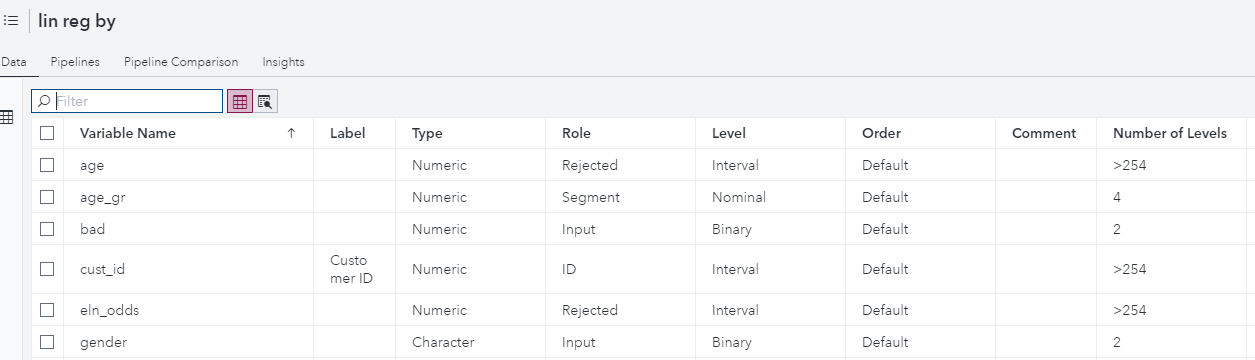 lin reg by
Data Pipelines Pipeline Comparison Insights
Filter
Variable Name Label Type Role Level Order Comment Number of Levels
age Numeric Rejected Interval Default >254
age_gr Numeric Segment Nominal Default 4
bad Numeric Input Binary Default 2
cust_id Custo mer ID Numeric ID Interval Default >254
eln_odds Numeric Rejected Interval Default >254
gender Character Input Binary Default 2